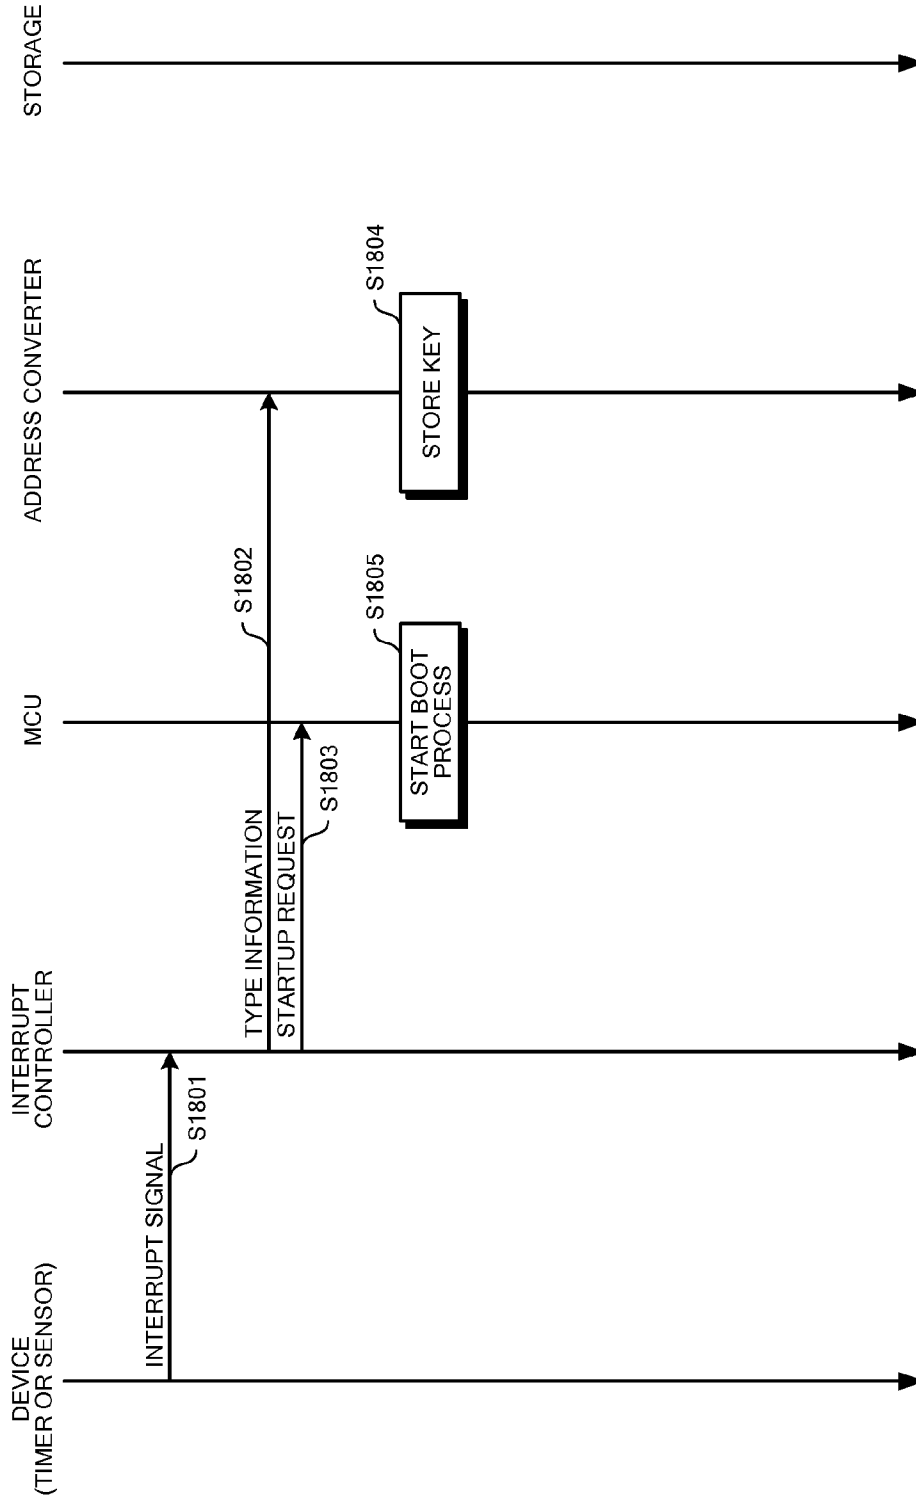 DEVICE
(TIMER OR SENSOR)
INTERRUPT
CONTROLLER
MCU
ADDRESS CONVERTER
STORAGE
INTERRUPT SIGNAL
S1801
TYPE INFORMATION
S1802
STARTUP REQUEST
S1803
START BOOT
PROCESS
S1805
STORE KEY
S1804